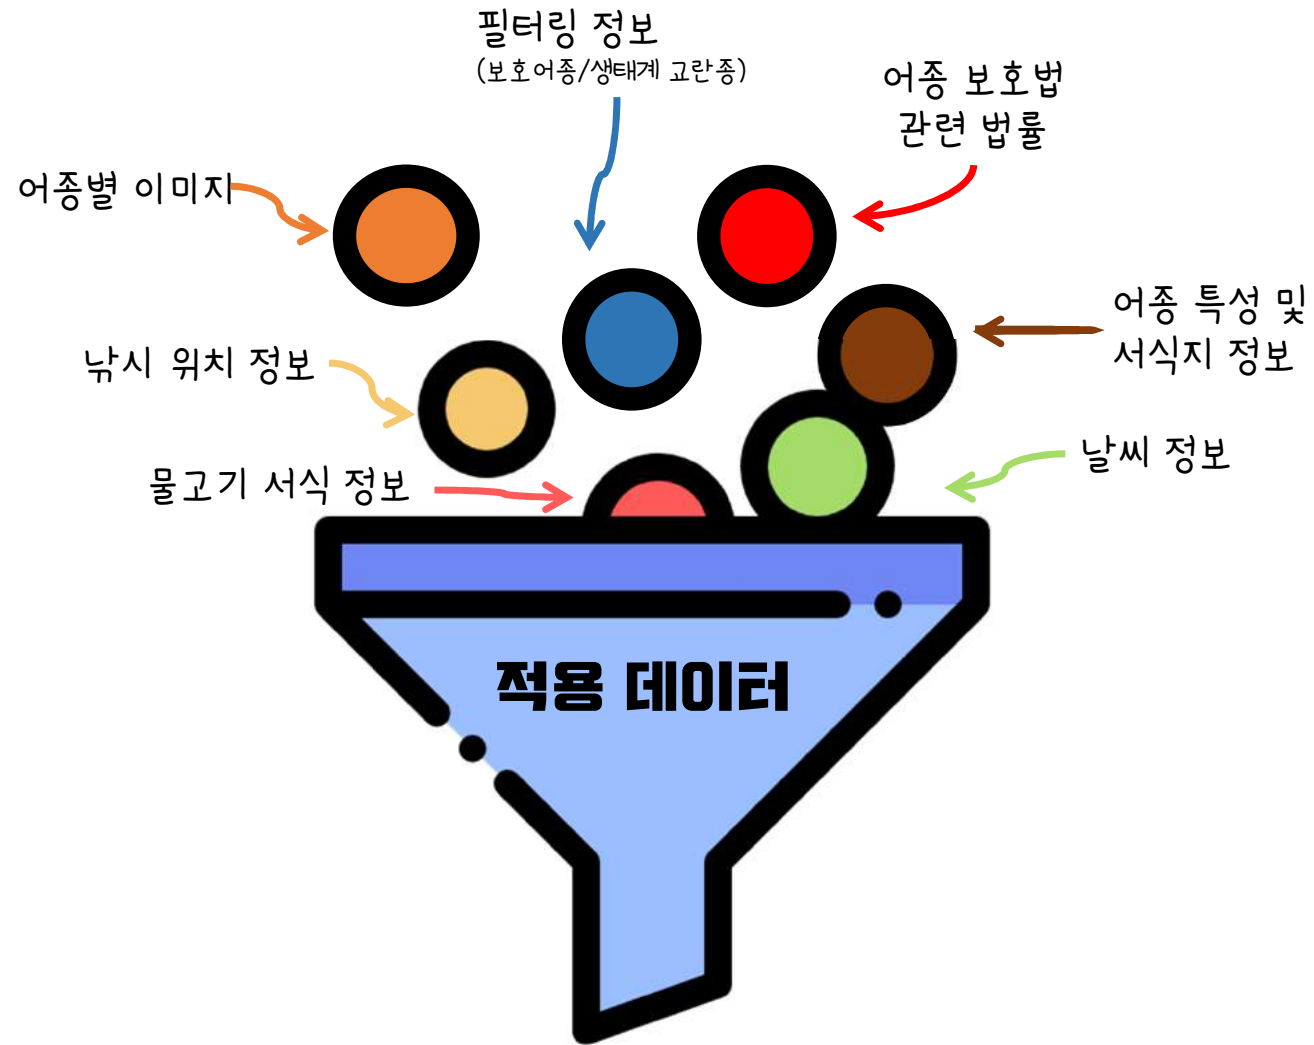 필터링 정보
(보호어종/생태계 교란종)
어종 보호법
관련 법률
어종별 이미지
어종 특성 및
서식지 정보
낚시 위치 정보
날씨 정보
물고기 서식 정보
적용 데이터